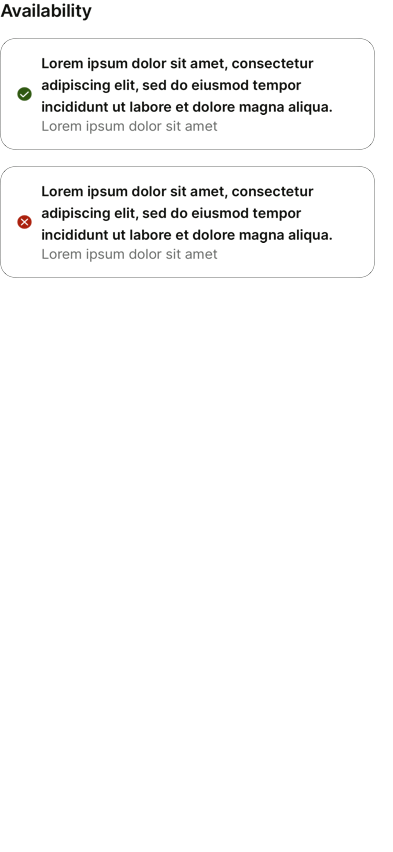 Availability
Lorem ipsum dolor sit amet, consectetur
adipiscing elit, sed do eiusmod tempor
incididunt ut labore et dolore magna aliqua.
Lorem ipsum dolor sit amet
Lorem ipsum dolor sit amet, consectetur
adipiscing elit, sed do eiusmod tempor
incididunt ut labore et dolore magna aliqua.
Lorem ipsum dolor sit amet